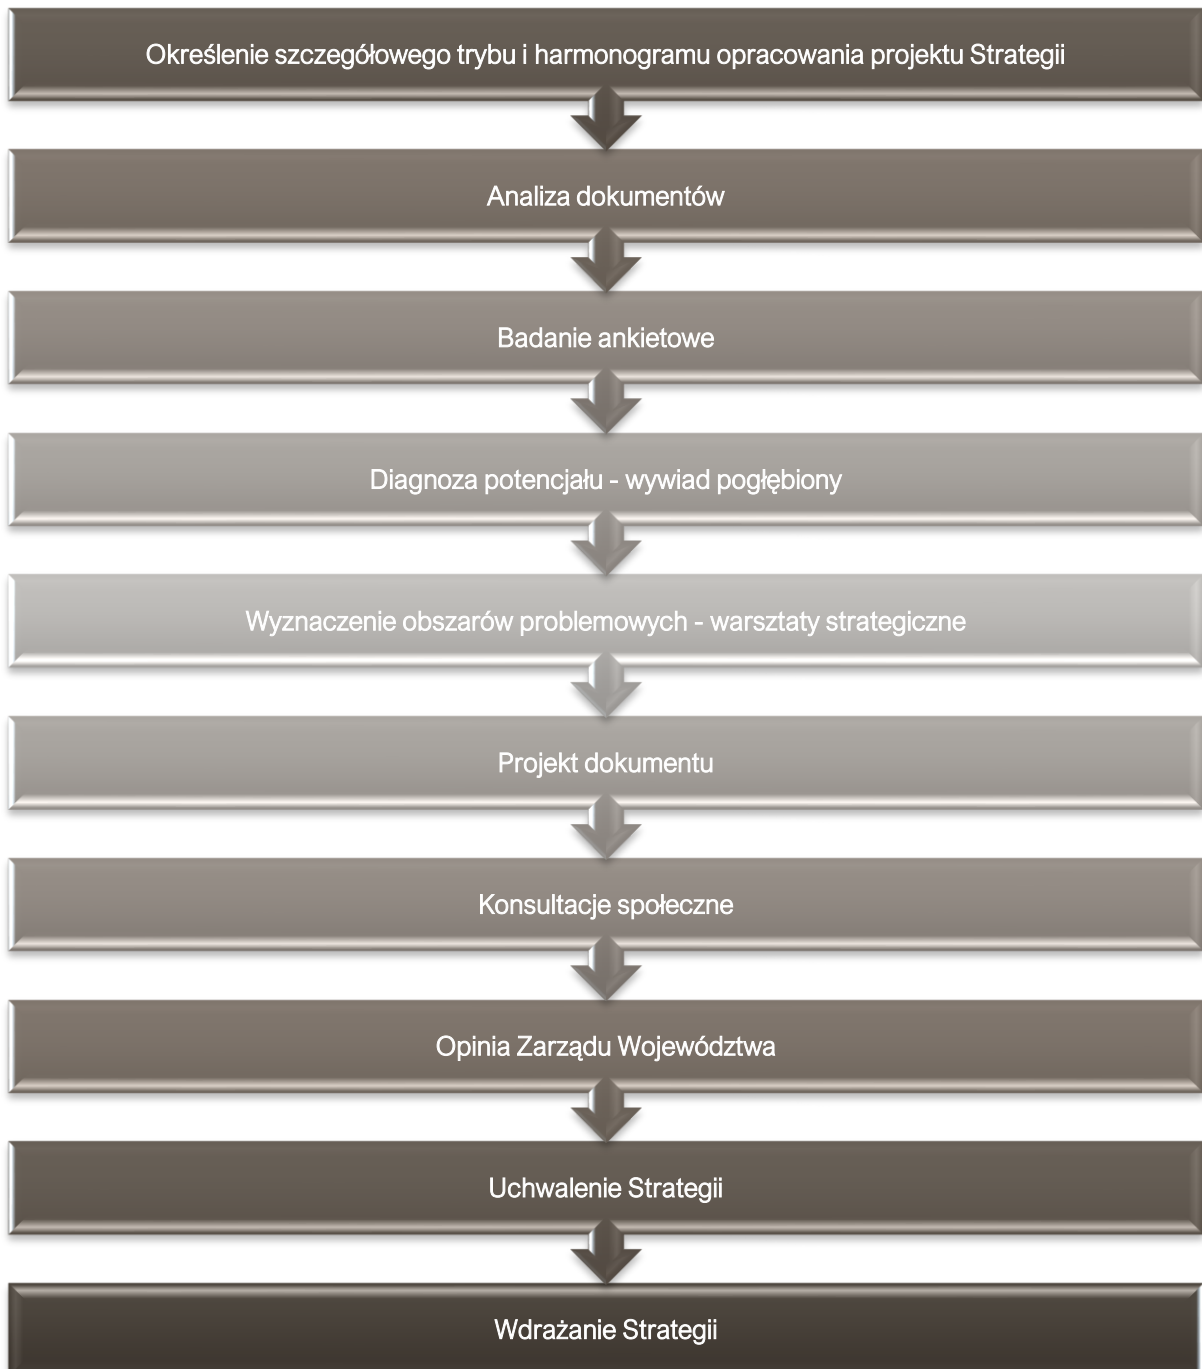 Określenie szczegółowego trybu i harmonogramu opracowania projektu Strategii
Analiza dokumentów
Badanie ankietowe
Diagnoza potencjału - wywiad pogłębiony
Wyznaczenie obszarów problemowych - warsztaty strategiczne
Projekt dokumentu
Konsultacje społeczne
Opinia Zarządu Województwa
Uchwalenie Strategii
Wdrażanie Strategii